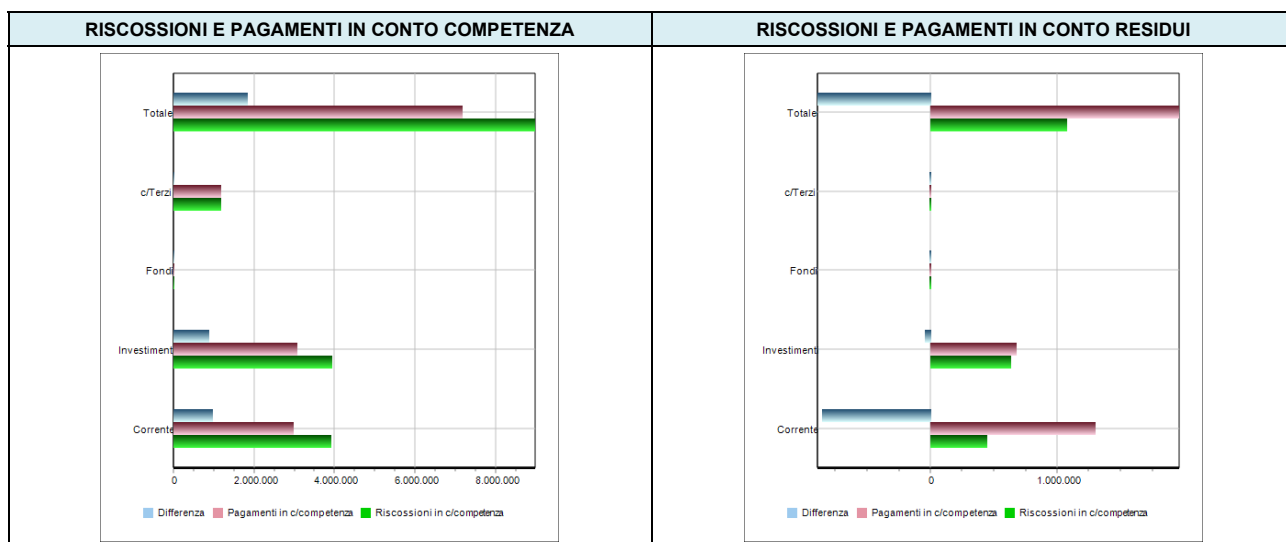 RISCOSSIONI E PAGAMENTI IN CONTO COMPETENZA
RISCOSSIONI E PAGAMENTI IN CONTO RESIDUI
Totale
c/Terzi
Fondi
Investiment
Corrente
0 2.000.000 4.000.000 6.000.000 8.000.000
Differenza Pagamenti in c/competenza Riscossioni in c/competenza
Totale
c/Terzi
Fondi
Investiment
Corrente
0 1.000.000
Differenza Pagamenti in c/competenza Riscossioni in c/competenza